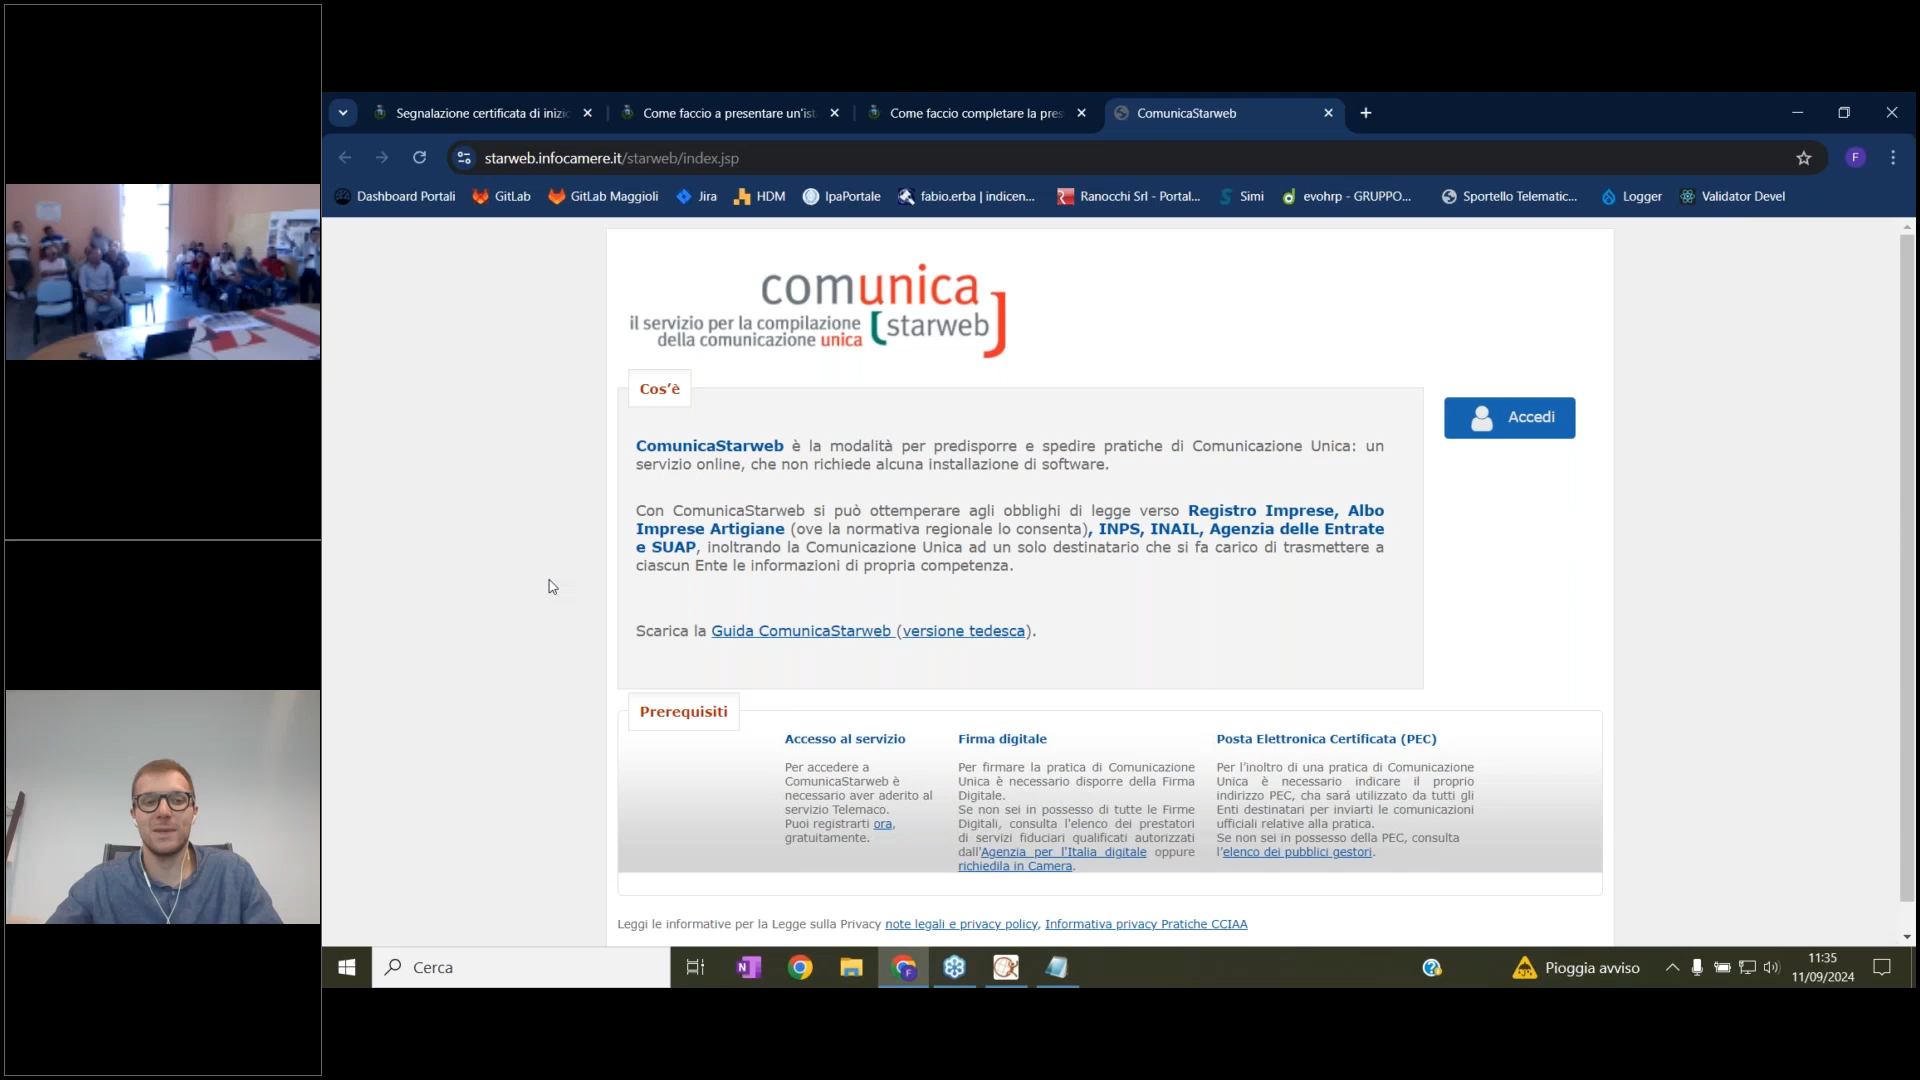 Segnalazione certificata di inizi
Come faccio a presentare un'ist
Come faccio completare la pres
ComunicaStarweb
starweb.infocamere.it/starweb/index.jsp
F
Dashboard Portali
GitLab
GitLab Maggioli
Jira
HDM
IpaPortale
fabio.erba | indicen...
Ranocchi Srl - Portal...
Simi
evohrp - GRUPPO...
Sportello Telematic...
Logger
Validator Devel
comunica
il servizio per la compilazione
della comunicazione unica
[starweb]
Cos'è
Accedi
ComunicaStarweb è la modalità per predisporre e spedire pratiche di Comunicazione Unica: un
servizio online, che non richiede alcuna installazione di software.
Con ComunicaStarweb si può ottemperare agli obblighi di legge verso Registro Imprese, Albo
Imprese Artigiane (ove la normativa regionale lo consenta), INPS, INAIL, Agenzia delle Entrate
e SUAP, inoltrando la Comunicazione Unica ad un solo destinatario che si fa carico di trasmettere a
ciascun Ente le informazioni di propria competenza.
Scarica la Guida ComunicaStarweb (versione tedesca).
Prerequisiti
Accesso al servizio
Per accedere a
ComunicaStarweb è
necessario aver aderito al
servizio Telemaco.
Puoi registrarti ora,
gratuitamente.
Firma digitale
Per firmare la pratica di Comunicazione
Unica è necessario disporre della Firma
Digitale.
Se non sei in possesso di tutte le Firme
Digitali, consulta l'elenco dei prestatori
di servizi fiduciari qualificati autorizzati
dall'Agenzia per l'Italia digitale oppure
richiedila in Camera.
Posta Elettronica Certificata (PEC)
Per l'inoltro di una pratica di Comunicazione
Unica è necessario indicare il proprio
indirizzo PEC, cha sará utilizzato da tutti gli
Enti destinatari per inviarti le comunicazioni
ufficiali relative alla pratica.
Se non sei in possesso della PEC, consulta
l'elenco dei pubblici gestori.
Leggi le informative per la Legge sulla Privacy note legali e privacy policy, Informativa privacy Pratiche CCIAA
Cerca
Pioggia avviso
11:35
11/09/2024